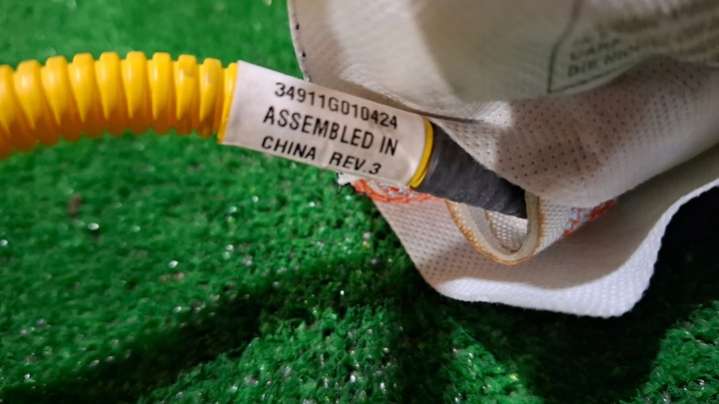 34911G010424
ASSEMBLED IN
CHINA REV.3